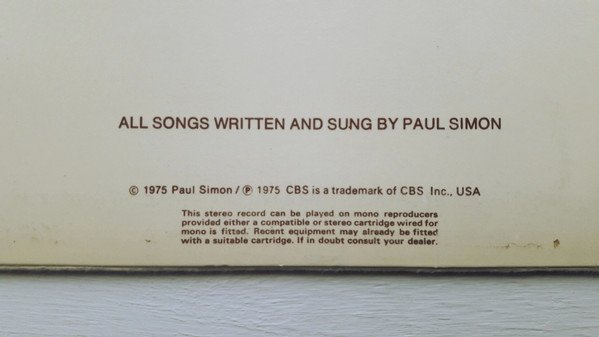 ALL SONGS WRITTEN AND SUNG BY PAUL SIMON
© 1975 Paul Simon / ℗ 1975 CBS is a trademark of CBS Inc., USA
This stereo record can be played on mono reproducers
provided either a compatible or stereo cartridge wired for
mono is fitted. Recent equipment may already be fitted
with a suitable cartridge. If in doubt consult your dealer.